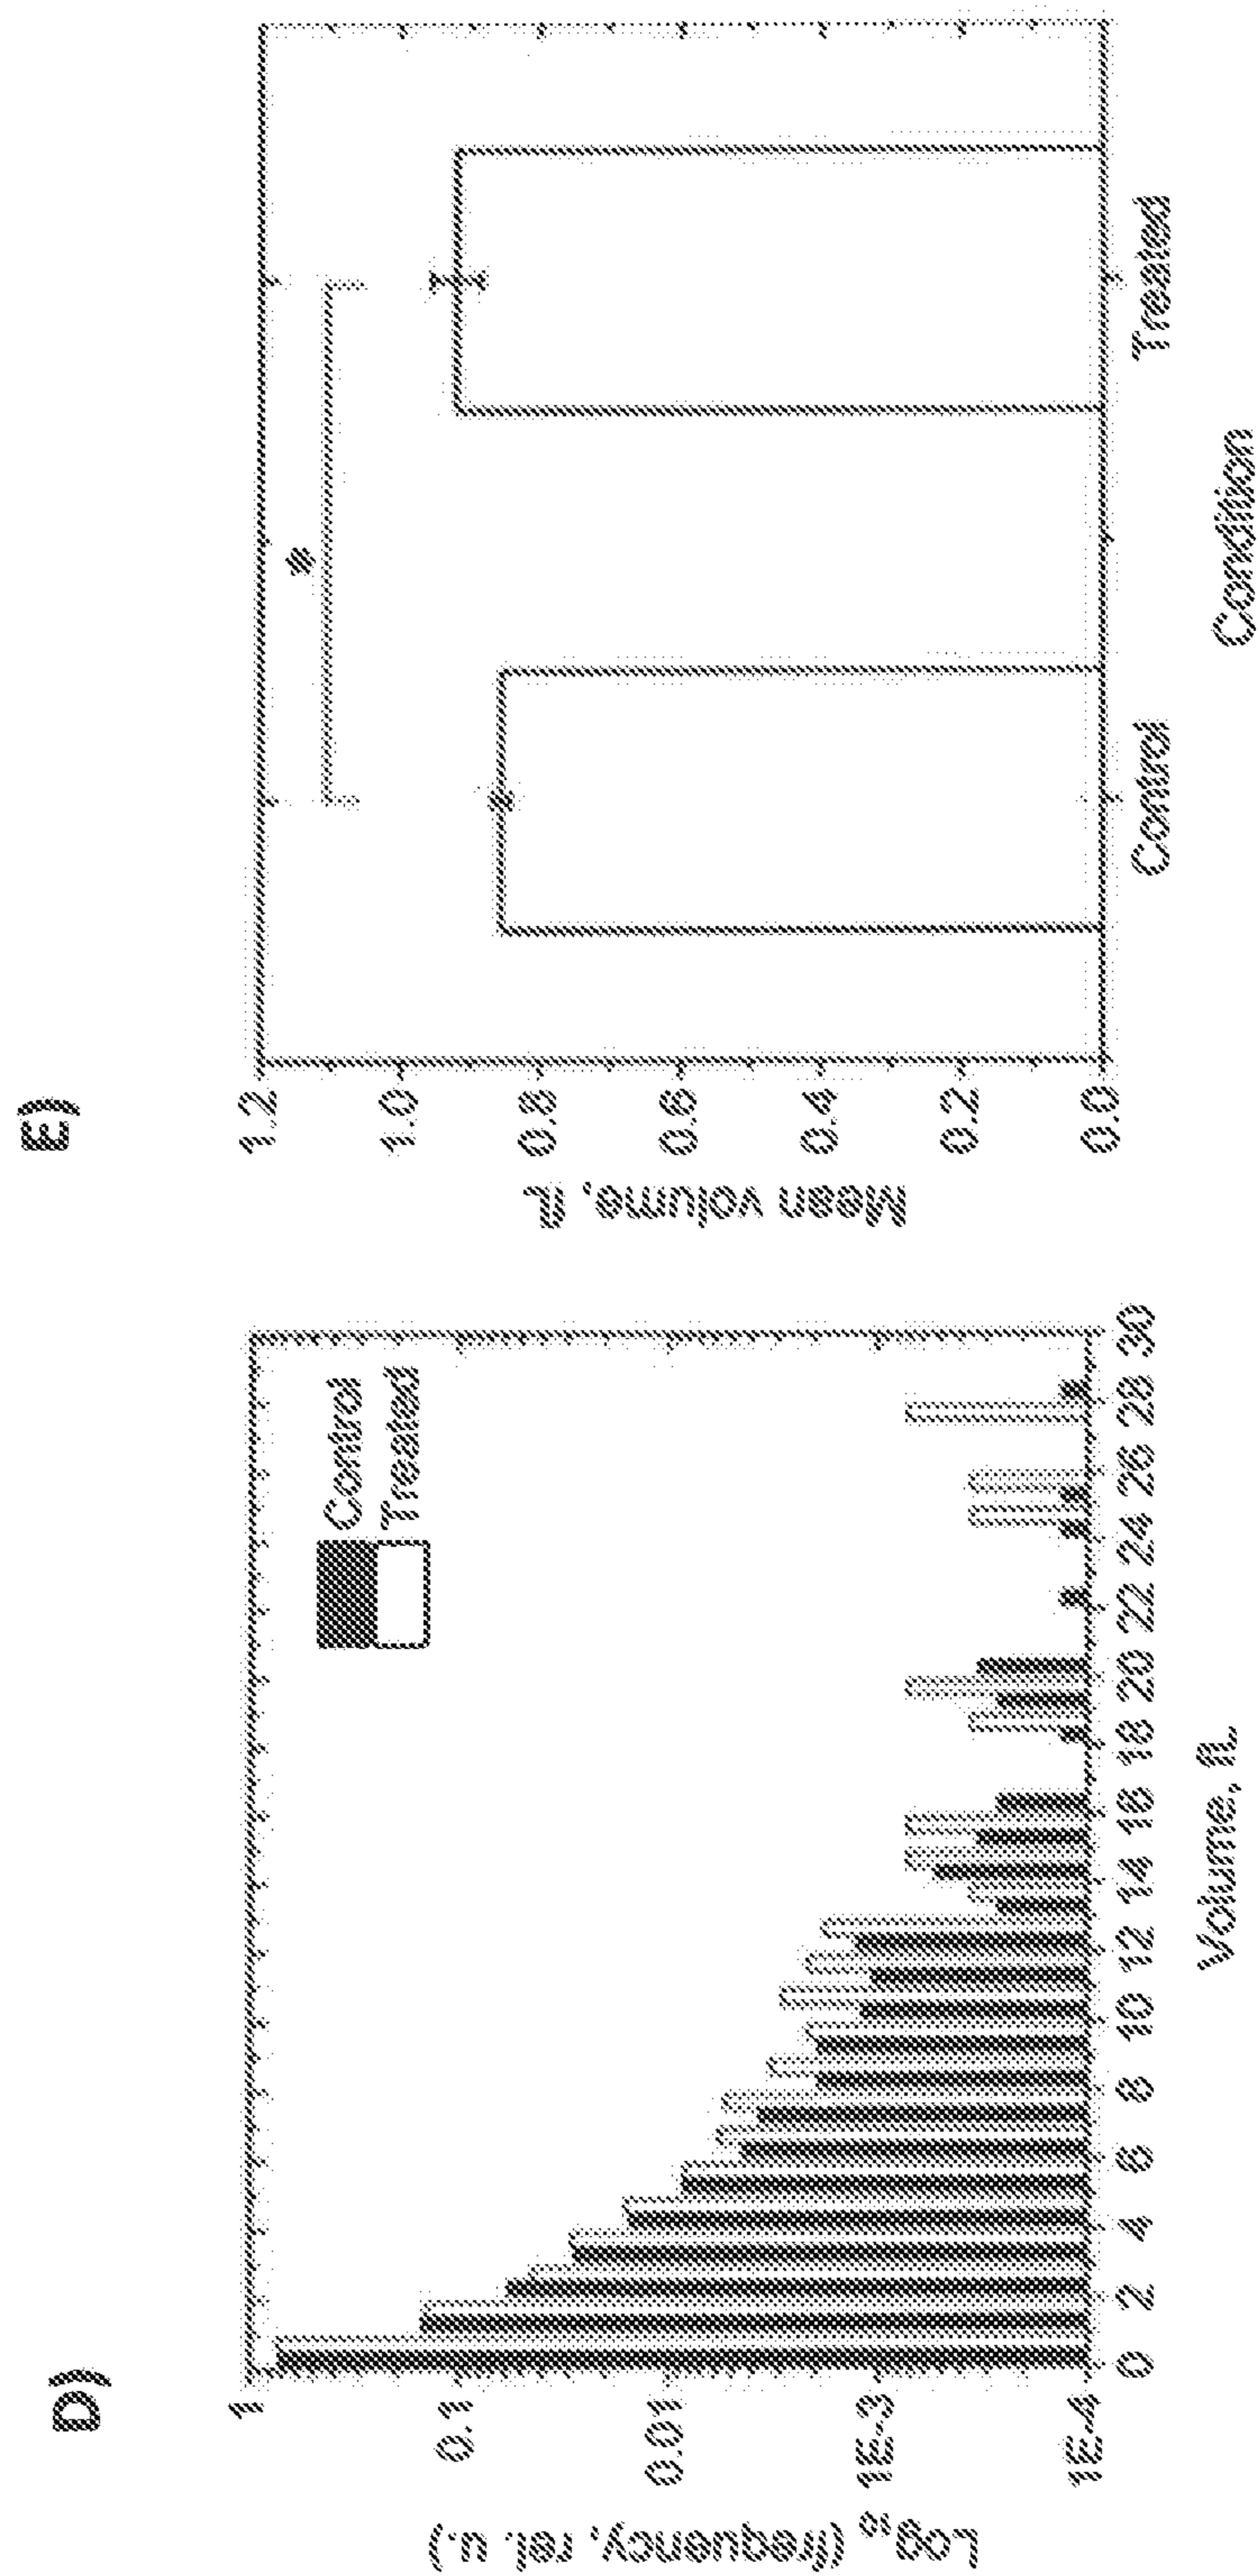 D)
Log₁₀ (frequency, rel. u.)
1
0.1
0.01
1E-3
1E-4
Control
Treated
0 2 4 6 8 10 12 14 16 18 20 22 24 26 28 30
Volume, fL
E)
Mean volume, fL
1.2
1.0
0.8
0.6
0.4
0.2
0.0
*
Control Treated
Condition